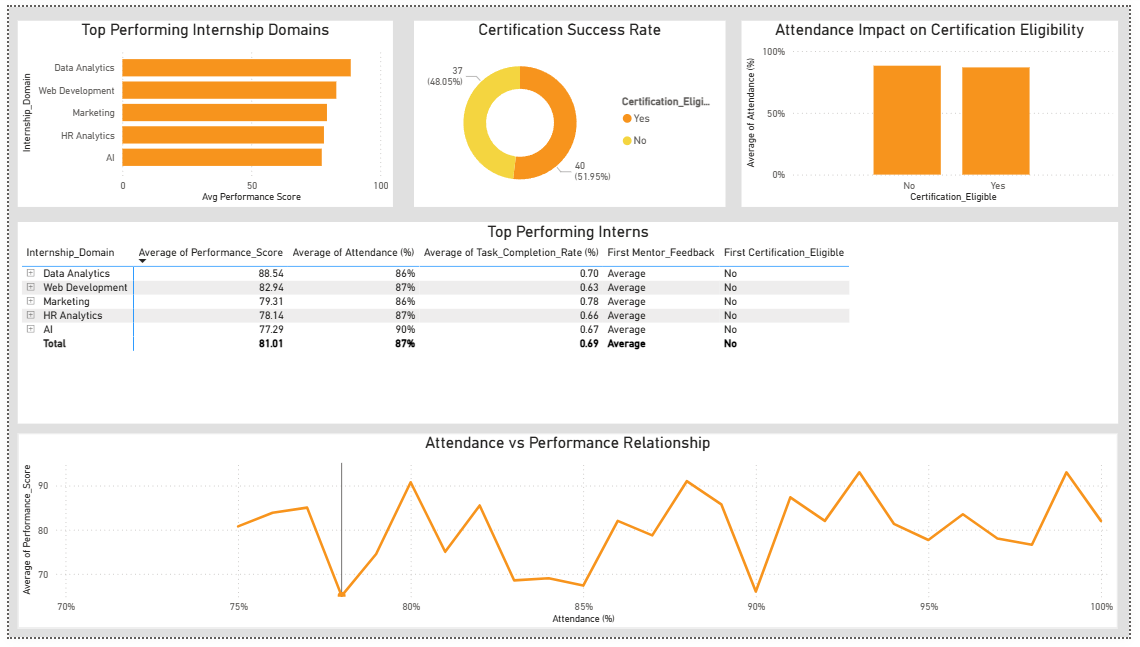 Top Performing Internship Domains
Internship_Domain
Data Analytics
Web Development
Marketing
HR Analytics
AI
0 50 100
Avg Performance Score
Certification Success Rate
37
(48.05%)
40
(51.95%)
Certification_Eligi...
Yes
No
Attendance Impact on Certification Eligibility
Average of Attendance (%)
100%
50%
0%
No Yes
Certification_Eligible
Top Performing Interns
Internship_Domain Average of Performance_Score Average of Attendance (%) Average of Task_Completion_Rate (%) First Mentor_Feedback First Certification_Eligible
Data Analytics 88.54 86% 0.70 Average No
Web Development 82.94 87% 0.63 Average No
Marketing 79.31 86% 0.78 Average No
HR Analytics 78.14 87% 0.66 Average No
AI 77.29 90% 0.67 Average No
Total 81.01 87% 0.69 Average No
Attendance vs Performance Relationship
Average of Performance_Score
90
80
70
70% 75% 80% 85% 90% 95% 100%
Attendance (%)